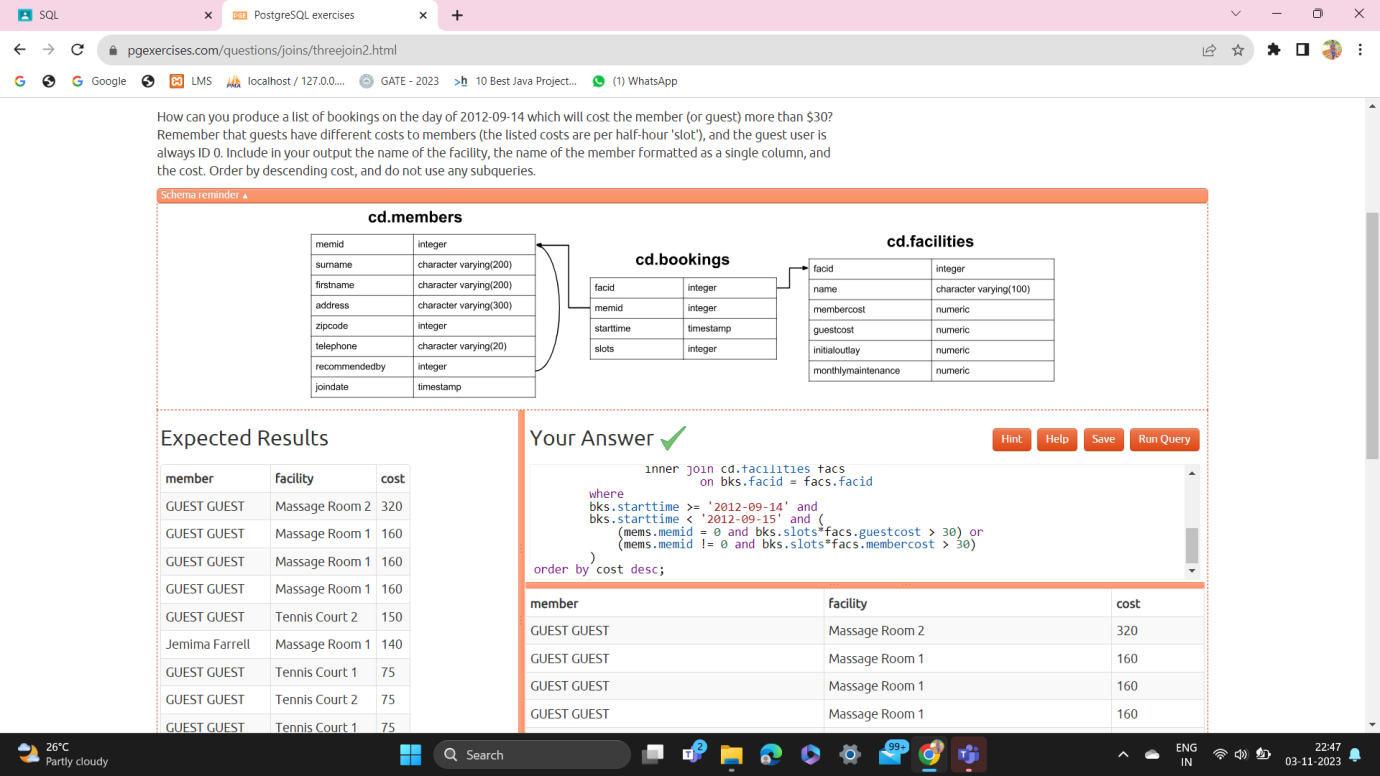 SQL
PostgreSQL exercises
pgexercises.com/questions/joins/threejoin2.html
G Google LMS localhost / 127.0.0.... GATE - 2023 >h 10 Best Java Project... (1) WhatsApp
How can you produce a list of bookings on the day of 2012-09-14 which will cost the member (or guest) more than $30?
Remember that guests have different costs to members (the listed costs are per half-hour 'slot'), and the guest user is
always ID 0. Include in your output the name of the facility, the name of the member formatted as a single column, and
the cost. Order by descending cost, and do not use any subqueries.
Schema reminder ▴
cd.members
memid integer
surname character varying(200)
firstname character varying(200)
address character varying(300)
zipcode integer
telephone character varying(20)
recommendedby integer
joindate timestamp
cd.bookings
facid integer
memid integer
starttime timestamp
slots integer
cd.facilities
facid integer
name character varying(100)
membercost numeric
guestcost numeric
initialoutlay numeric
monthlymaintenance numeric
Expected Results
member facility cost
GUEST GUEST Massage Room 2 320
GUEST GUEST Massage Room 1 160
GUEST GUEST Massage Room 1 160
GUEST GUEST Massage Room 1 160
GUEST GUEST Tennis Court 2 150
Jemima Farrell Massage Room 1 140
GUEST GUEST Tennis Court 1 75
GUEST GUEST Tennis Court 2 75
GUEST GUEST Tennis Court 1 75
Your Answer
Hint Help Save Run Query
inner join cd.facilities facs
on bks.facid = facs.facid
where
bks.starttime >= '2012-09-14' and
bks.starttime < '2012-09-15' and (
(mems.memid = 0 and bks.slots*facs.guestcost > 30) or
(mems.memid != 0 and bks.slots*facs.membercost > 30)
)
order by cost desc;
member facility cost
GUEST GUEST Massage Room 2 320
GUEST GUEST Massage Room 1 160
GUEST GUEST Massage Room 1 160
GUEST GUEST Massage Room 1 160
26°C
Partly cloudy
Search
2
99+
ENG
IN
22:47
03-11-2023